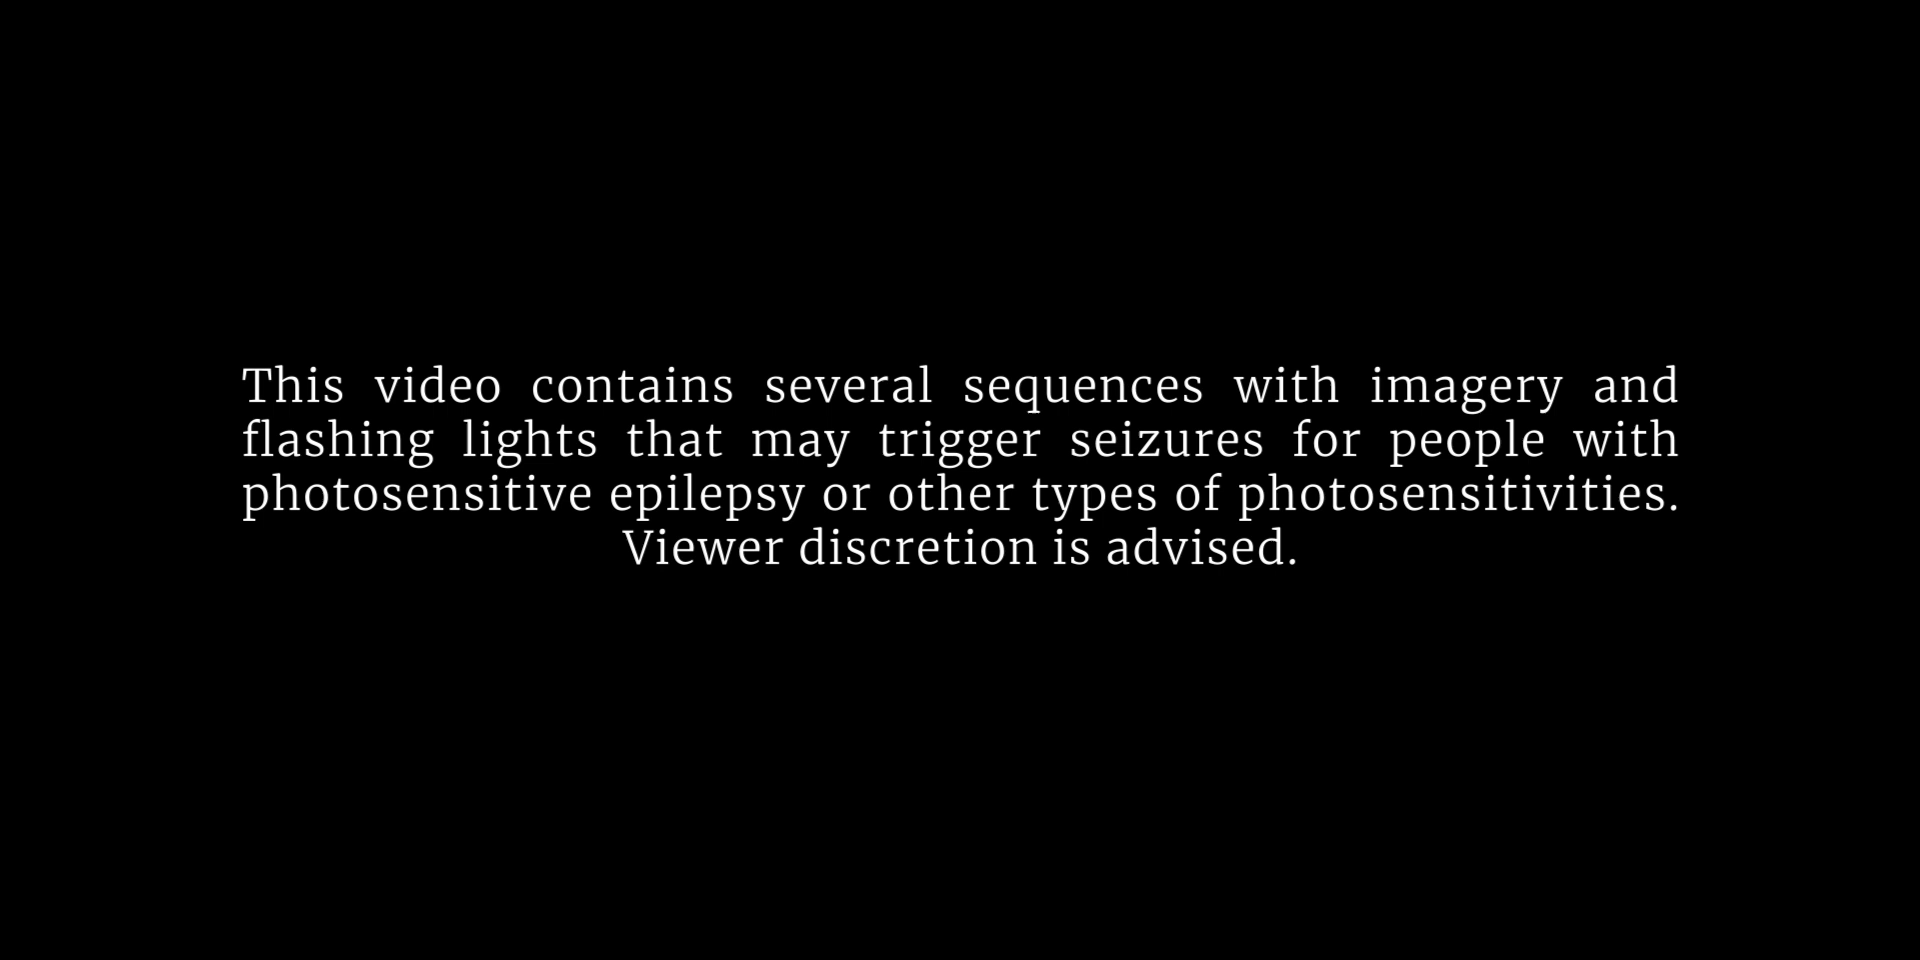 This video contains several sequences with imagery and
flashing lights that may trigger seizures for people with
photosensitive epilepsy or other types of photosensitivities.
Viewer discretion is advised.